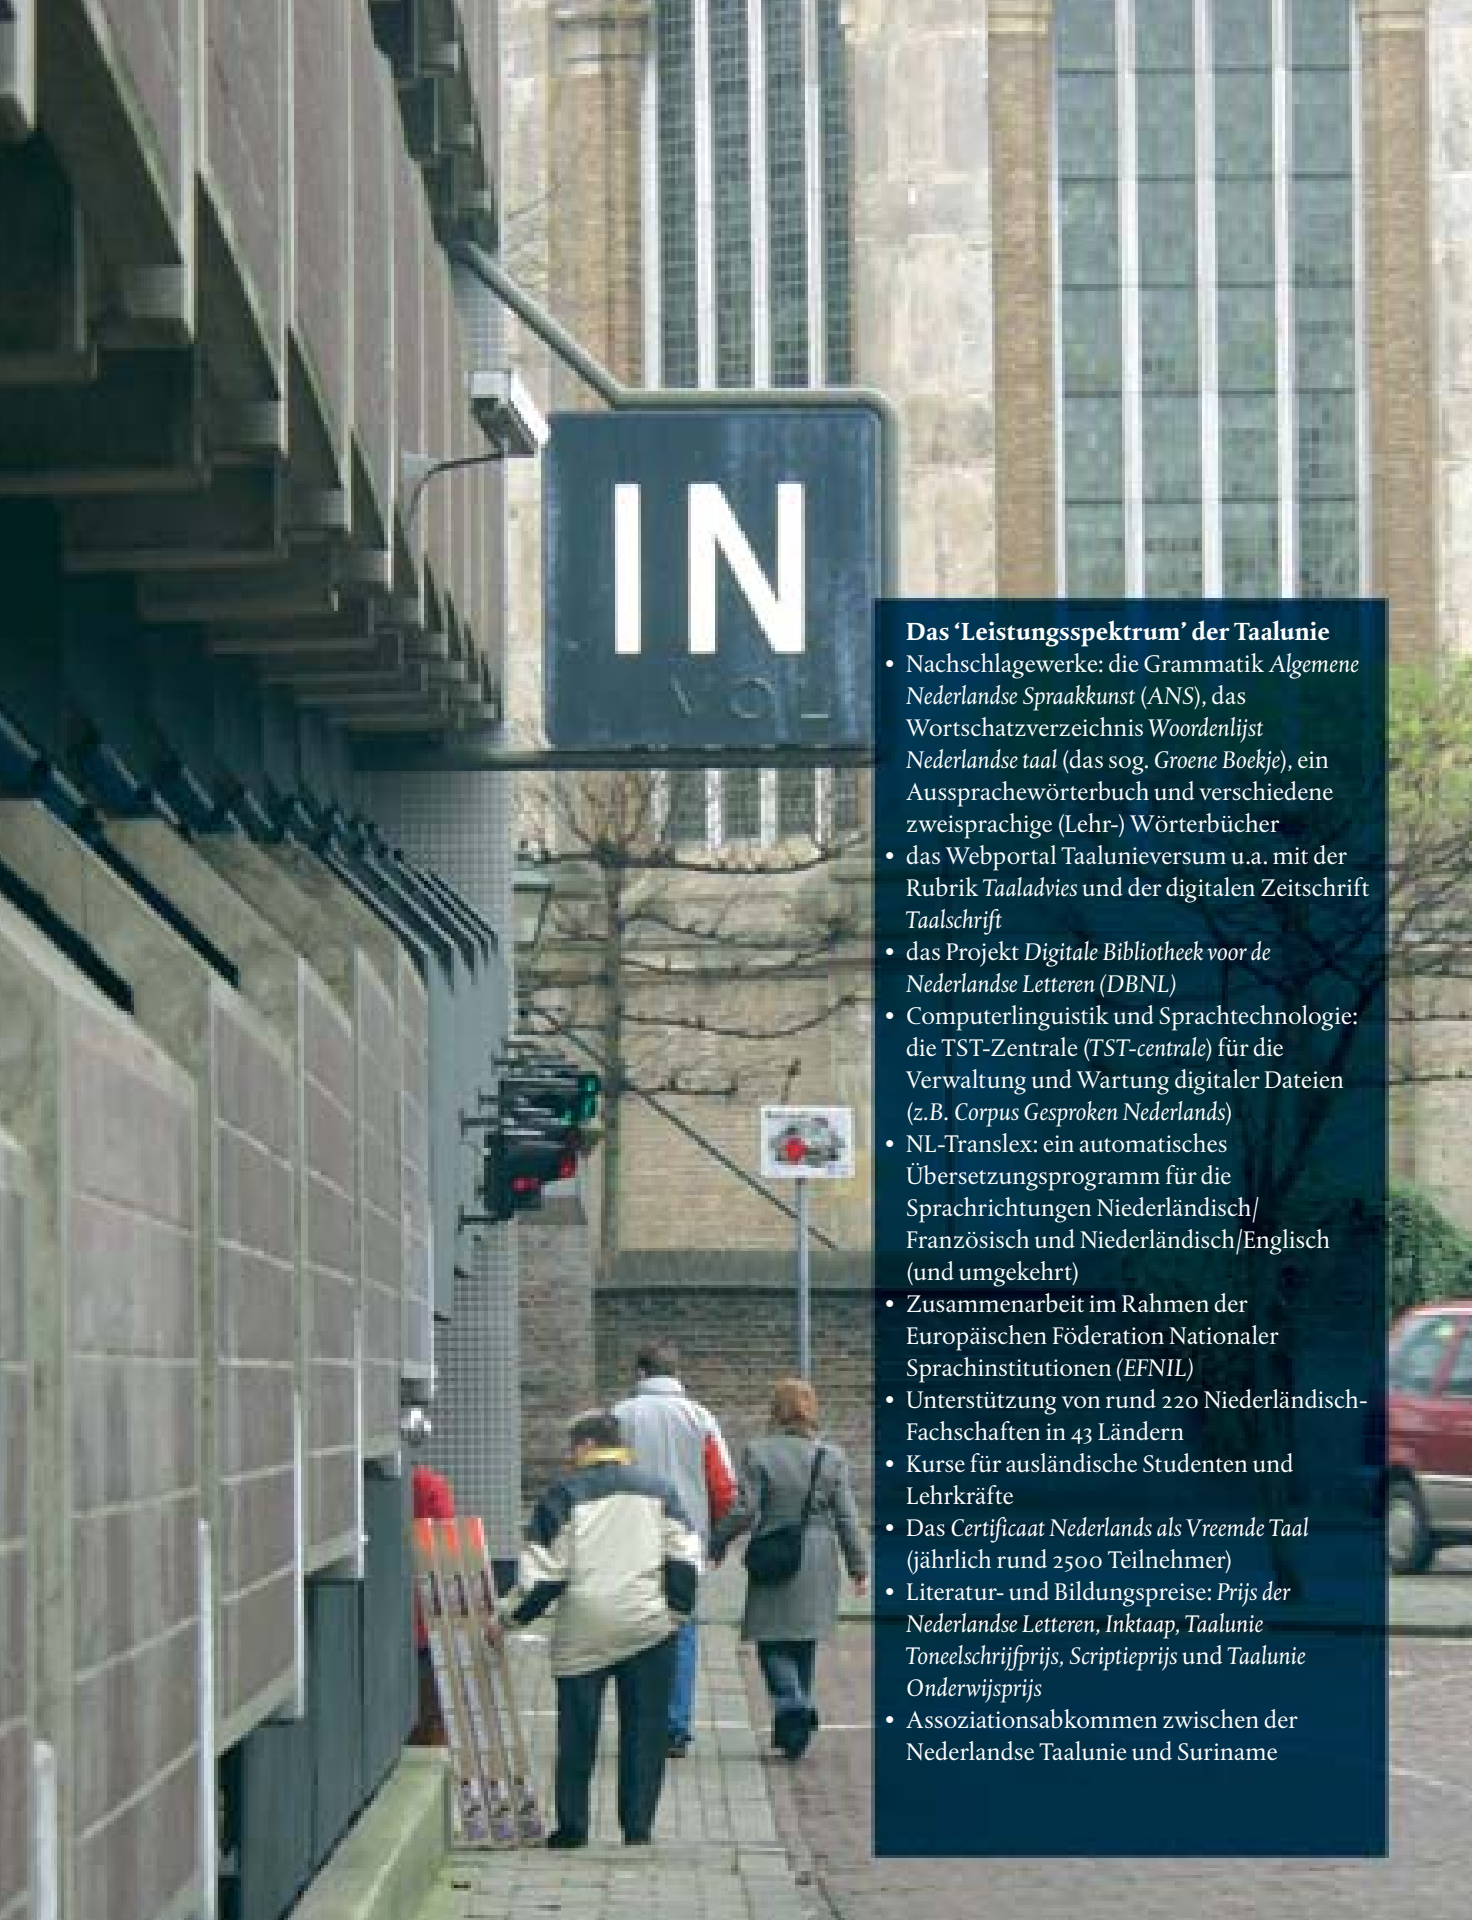 IN
VOL
Das ‘Leistungsspektrum’ der Taalunie
• Nachschlagewerke: die Grammatik Algemene
Nederlandse Spraakkunst (ANS), das
Wortschatzverzeichnis Woordenlijst
Nederlandse taal (das sog. Groene Boekje), ein
Aussprachewörterbuch und verschiedene
zweisprachige (Lehr-) Wörterbücher
• das Webportal Taalunieversum u.a. mit der
Rubrik Taaladvies und der digitalen Zeitschrift
Taalschrift
• das Projekt Digitale Bibliotheek voor de
Nederlandse Letteren (DBNL)
• Computerlinguistik und Sprachtechnologie:
die TST-Zentrale (TST-centrale) für die
Verwaltung und Wartung digitaler Dateien
(z.B. Corpus Gesproken Nederlands)
• NL-Translex: ein automatisches
Übersetzungsprogramm für die
Sprachrichtungen Niederländisch/
Französisch und Niederländisch/Englisch
(und umgekehrt)
• Zusammenarbeit im Rahmen der
Europäischen Föderation Nationaler
Sprachinstitutionen (EFNIL)
• Unterstützung von rund 220 Niederländisch-
Fachschaften in 43 Ländern
• Kurse für ausländische Studenten und
Lehrkräfte
• Das Certificaat Nederlands als Vreemde Taal
(jährlich rund 2500 Teilnehmer)
• Literatur- und Bildungspreise: Prijs der
Nederlandse Letteren, Inktaap, Taalunie
Toneelschrijfprijs, Scriptieprijs und Taalunie
Onderwijsprijs
• Assoziationsabkommen zwischen der
Nederlandse Taalunie und Suriname